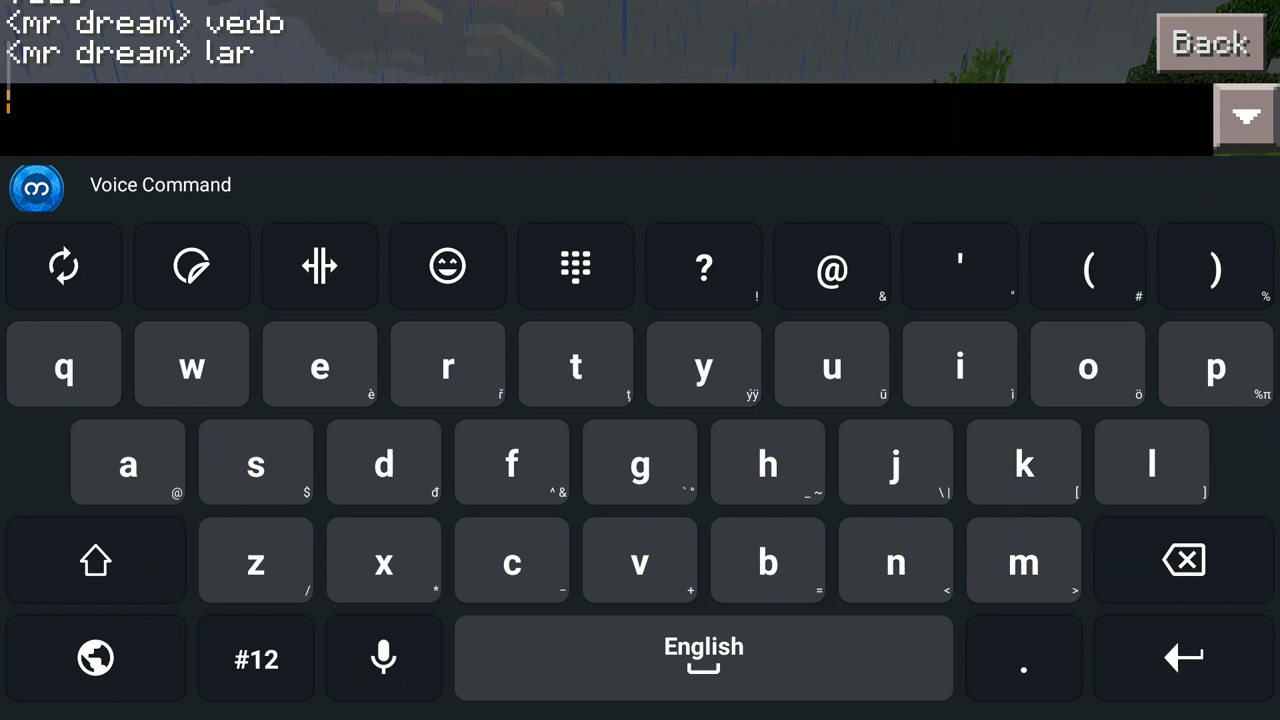 <mr dream> vedo
<mr dream> lar
Back
Voice Command
? ! @ & ' " ( # ) %
q w e è r ř t ţ y ýÿ u ū i ì o ö p %π
a @ s $ d đ f ^ & g ` ° h _ ~ j \ | k [ l ]
z / x * c - v + b = n < m >
#12 English .